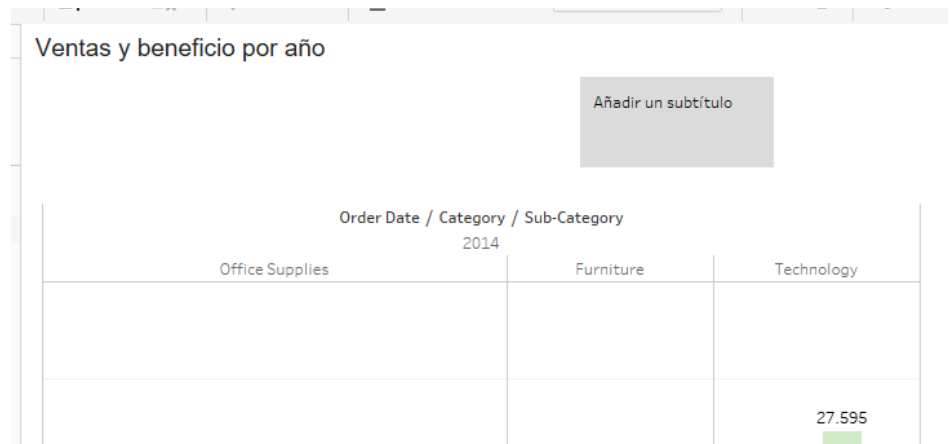 Ventas y beneficio por año
Añadir un subtítulo
Order Date / Category / Sub-Category
2014
Office Supplies
Furniture
Technology
27.595